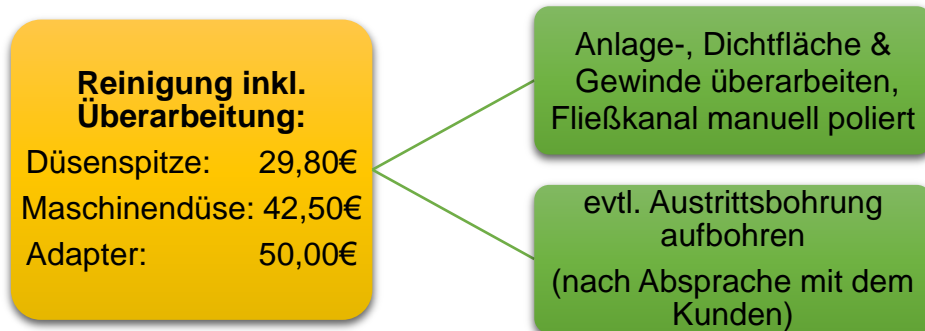 Reinigung inkl.
Überarbeitung:
Düsenspitze: 29,80€
Maschinendüse: 42,50€
Adapter: 50,00€
Anlage-, Dichtfläche &
Gewinde überarbeiten,
Fließkanal manuell poliert
evtl. Austrittsbohrung
aufbohren
(nach Absprache mit dem
Kunden)